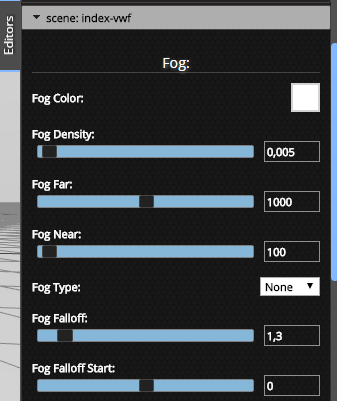 Editors
scene: index-vwf
Fog:
Fog Color:
Fog Density:
0,005
Fog Far:
1000
Fog Near:
100
Fog Type:
None
Fog Falloff:
1,3
Fog Falloff Start:
0